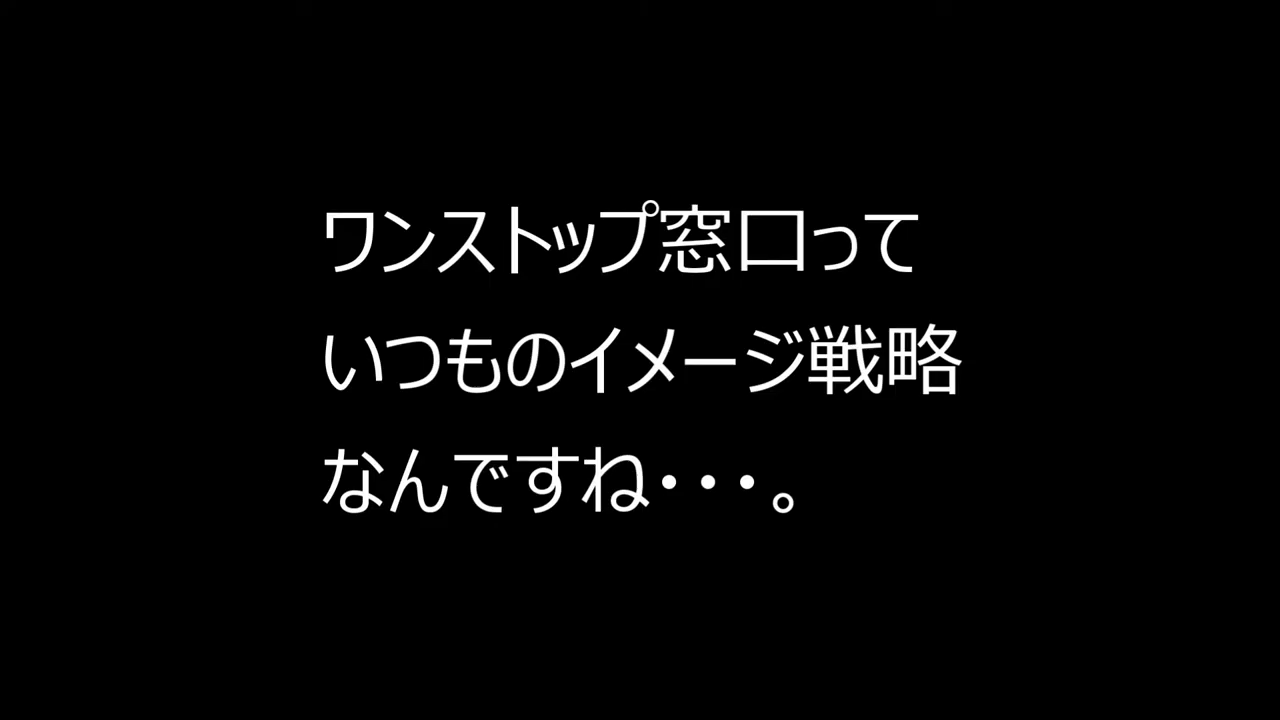 ワンストップ窓口って
いつものイメージ戦略
なんですね・・・。